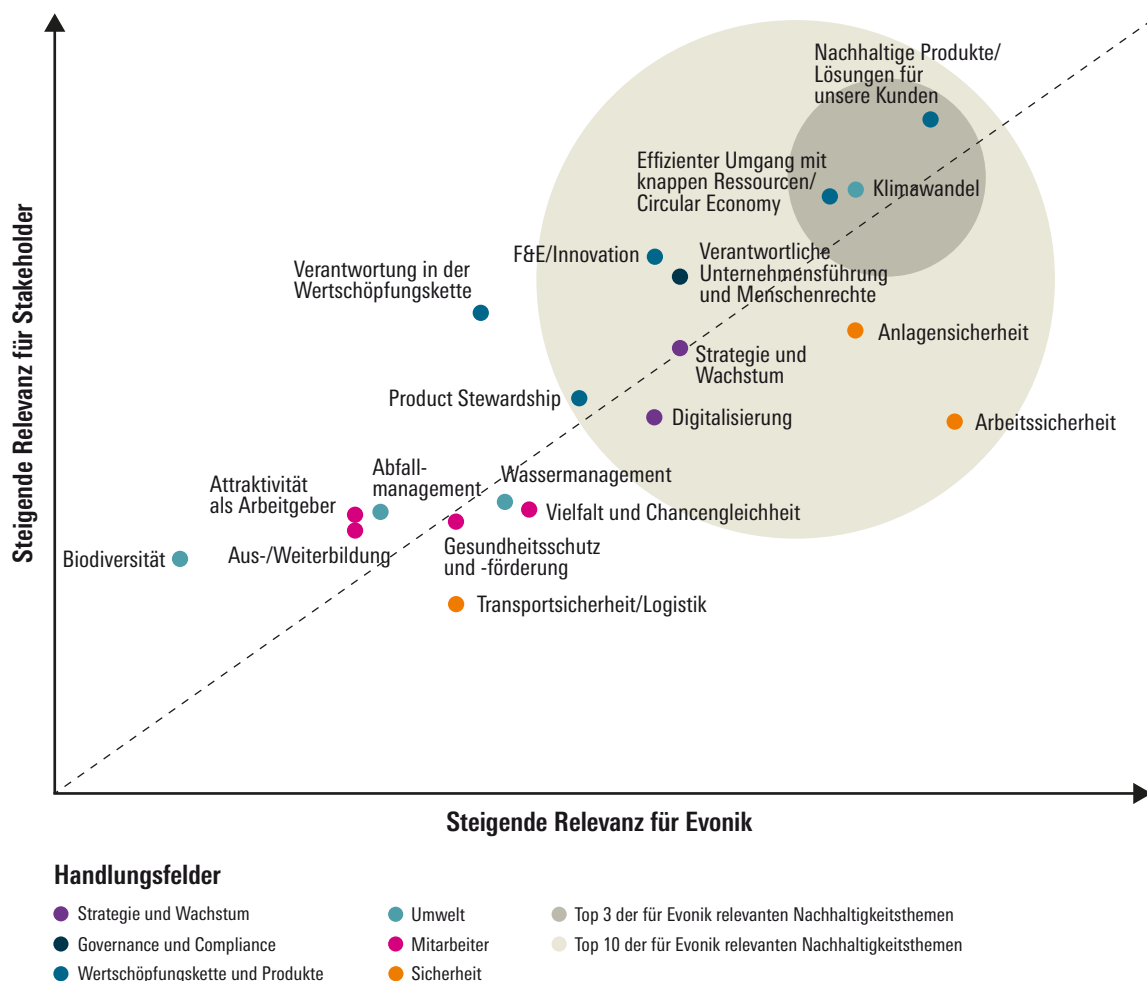 Steigende Relevanz für Stakeholder
Nachhaltige Produkte/
Lösungen für
unsere Kunden
Effizienter Umgang mit
knappen Ressourcen/
Circular Economy
Klimawandel
F&E/Innovation
Verantwortliche
Unternehmensführung
und Menschenrechte
Verantwortung in der
Wertschöpfungskette
Anlagensicherheit
Strategie und
Wachstum
Product Stewardship
Digitalisierung
Arbeitssicherheit
Attraktivität
als Arbeitgeber
Abfall-
management
Wassermanagement
Vielfalt und Chancengleichheit
Biodiversität
Aus-/Weiterbildung
Gesundheitsschutz
und -förderung
Transportsicherheit/Logistik
Steigende Relevanz für Evonik
Handlungsfelder
Strategie und Wachstum
Governance und Compliance
Wertschöpfungskette und Produkte
Umwelt
Mitarbeiter
Sicherheit
Top 3 der für Evonik relevanten Nachhaltigkeitsthemen
Top 10 der für Evonik relevanten Nachhaltigkeitsthemen